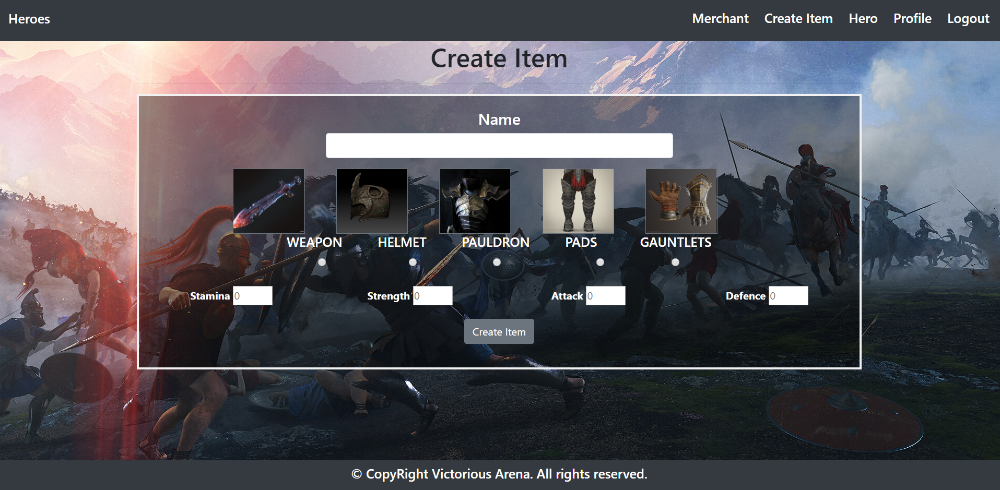 Heroes Merchant Create Item Hero Profile Logout
Create Item
Name
WEAPON HELMET PAULDRON PADS GAUNTLETS
Stamina 0 Strength 0 Attack 0 Defence 0
Create Item
© CopyRight Victorious Arena. All rights reserved.